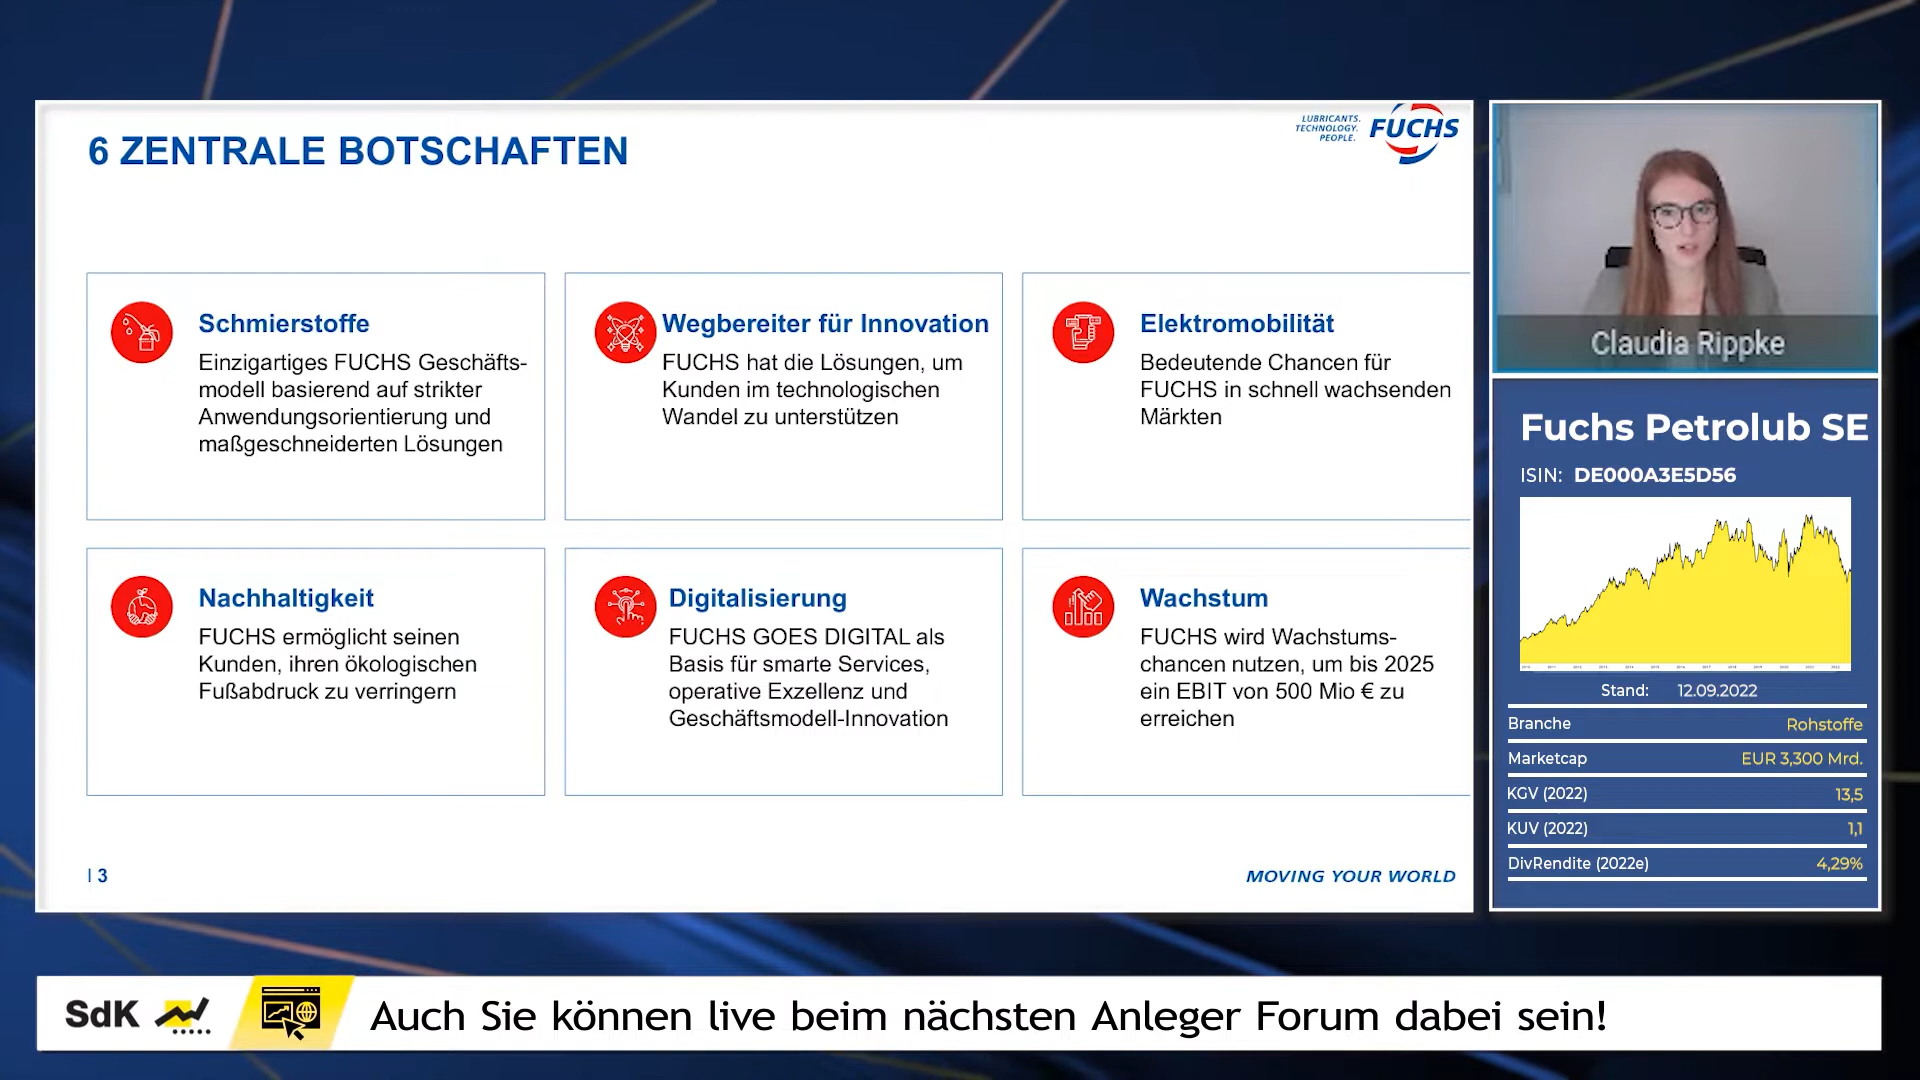 6 ZENTRALE BOTSCHAFTEN
LUBRICANTS.
TECHNOLOGY.
PEOPLE.
FUCHS
Schmierstoffe
Einzigartiges FUCHS Geschäfts-
modell basierend auf strikter
Anwendungsorientierung und
maßgeschneiderten Lösungen
Wegbereiter für Innovation
FUCHS hat die Lösungen, um
Kunden im technologischen
Wandel zu unterstützen
Elektromobilität
Bedeutende Chancen für
FUCHS in schnell wachsenden
Märkten
Nachhaltigkeit
FUCHS ermöglicht seinen
Kunden, ihren ökologischen
Fußabdruck zu verringern
Digitalisierung
FUCHS GOES DIGITAL als
Basis für smarte Services,
operative Exzellenz und
Geschäftsmodell-Innovation
Wachstum
FUCHS wird Wachstums-
chancen nutzen, um bis 2025
ein EBIT von 500 Mio € zu
erreichen
| 3
MOVING YOUR WORLD
Claudia Rippke
Fuchs Petrolub SE
ISIN: DE000A3E5D56
Stand: 12.09.2022
Branche Rohstoffe
Marketcap EUR 3,300 Mrd.
KGV (2022) 13,5
KUV (2022) 1,1
DivRendite (2022e) 4,29%
SdK
Auch Sie können live beim nächsten Anleger Forum dabei sein!